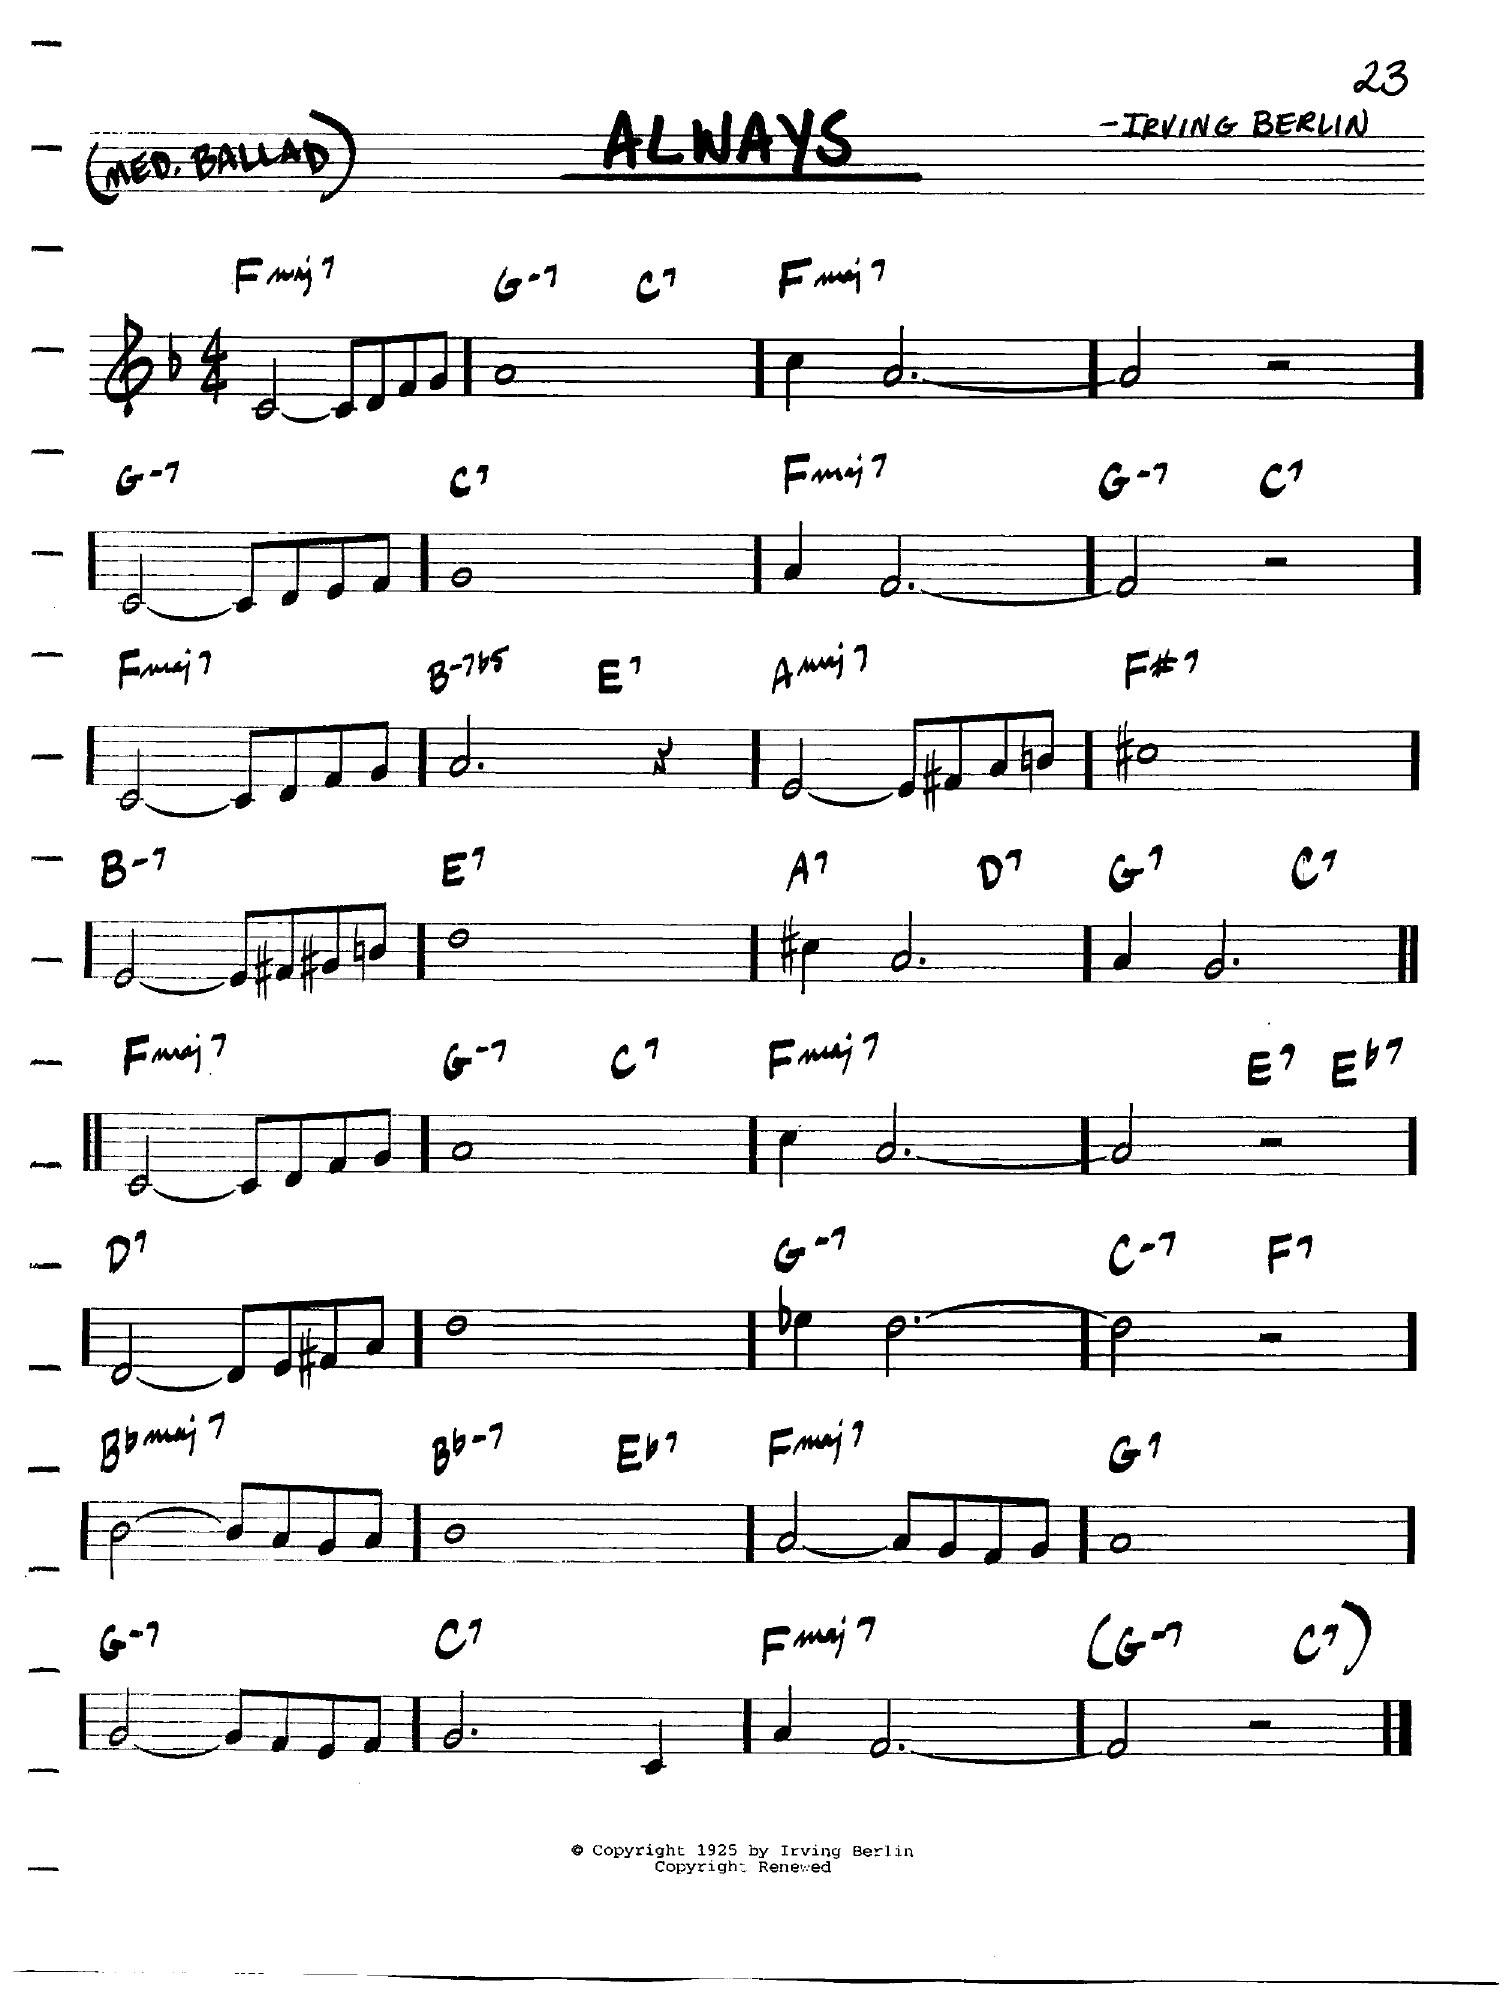 23
(MED. BALLAD) ALWAYS -IRVING BERLIN
Fmaj7 G-7 C7 Fmaj7
4
4
G-7 C7 Fmaj7 G-7 C7
Fmaj7 B-7b5 E7 Amaj7 F#7
B-7 E7 A7 D7 G7 C7
Fmaj7 G-7 C7 Fmaj7 E7 Eb7
D7 G-7 C-7 F7
Bbmaj7 Bb-7 Eb7 Fmaj7 G7
G-7 C7 Fmaj7 (G-7 C7)
© Copyright 1925 by Irving Berlin
Copyright Renewed